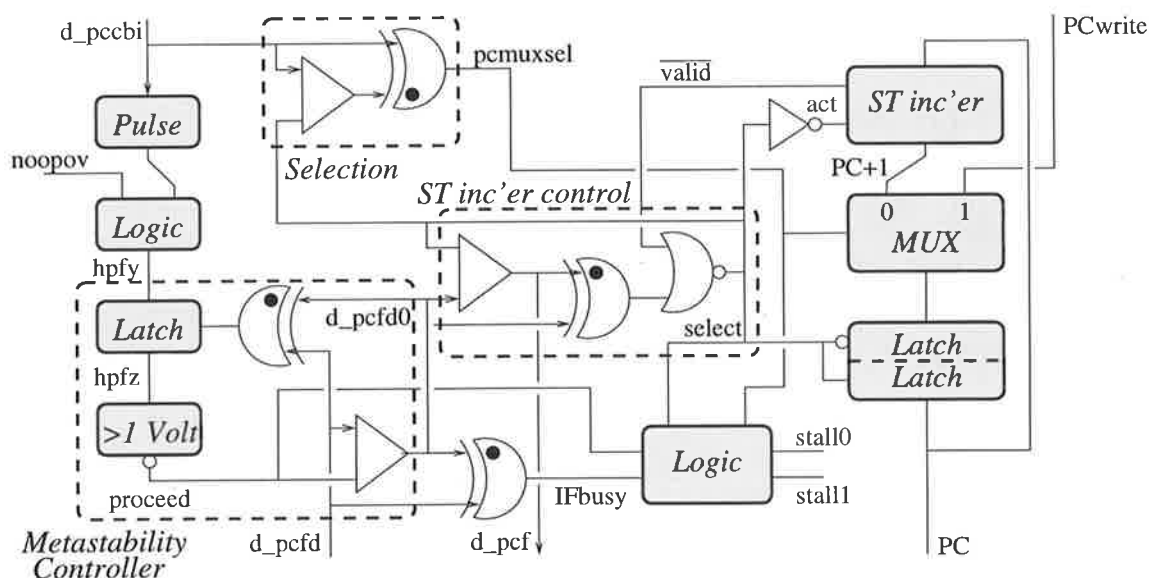 d_pccbi
PCwrite
pcmuxsel
valid
ST inc'er
act
Pulse
noopov
Selection
PC+1
ST inc'er control
0 1
MUX
Logic
hpfy
Latch
d_pcfd0
select
Latch
Latch
hpfz
>1 Volt
Logic
stall0
stall1
proceed
IFbusy
Metastability
Controller
d_pcfd
d_pcf
PC